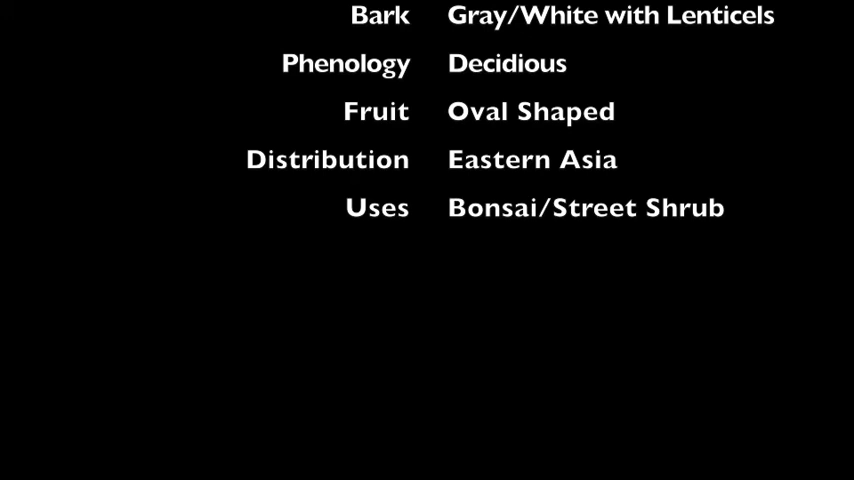 Bark Gray/White with Lenticels
Phenology Decidious
Fruit Oval Shaped
Distribution Eastern Asia
Uses Bonsai/Street Shrub